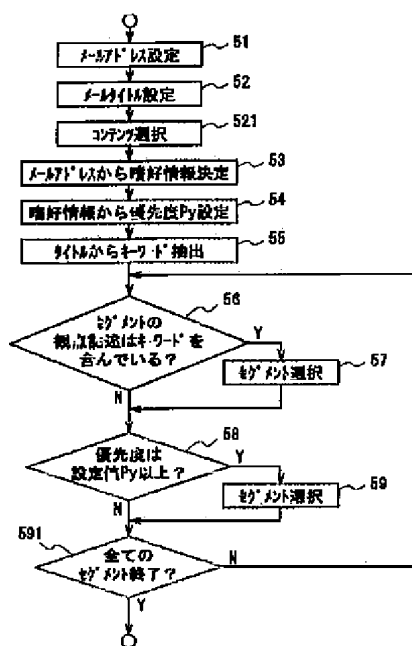 メールアドレス設定
51
メールタイトル設定
52
コンテンツ選択
521
メールアドレスから嗜好情報決定
53
嗜好情報から優先度Py設定
54
タイトルからキーワード抽出
55
56
セグメントの
観点記述はキーワードを
含んでいる?
Y
N
セグメント選択
57
58
優先度は
設定値Py以上?
Y
N
セグメント選択
59
591
全ての
セグメント終了?
N
Y